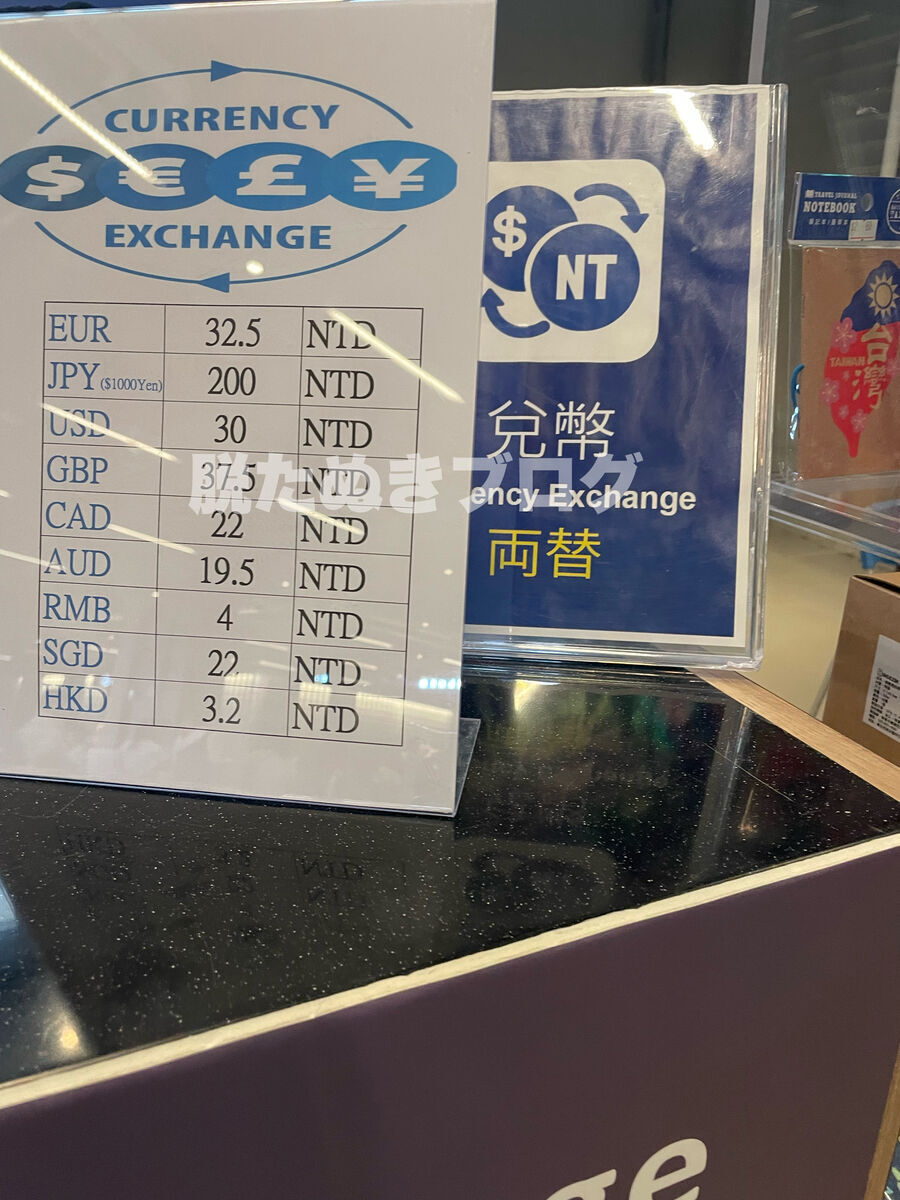 CURRENCY
$ € £ ¥
EXCHANGE
EUR 32.5 NTD
JPY ($1000Yen) 200 NTD
USD 30 NTD
GBP 37.5 NTD
CAD 22 NTD
AUD 19.5 NTD
RMB 4 NTD
SGD 22 NTD
HKD 3.2 NTD
$
NT
兌幣
ency Exchange
両替
脱たぬきブログ
TRAVEL JOURNAL
NOTEBOOK
台灣
TAIWAN
ge